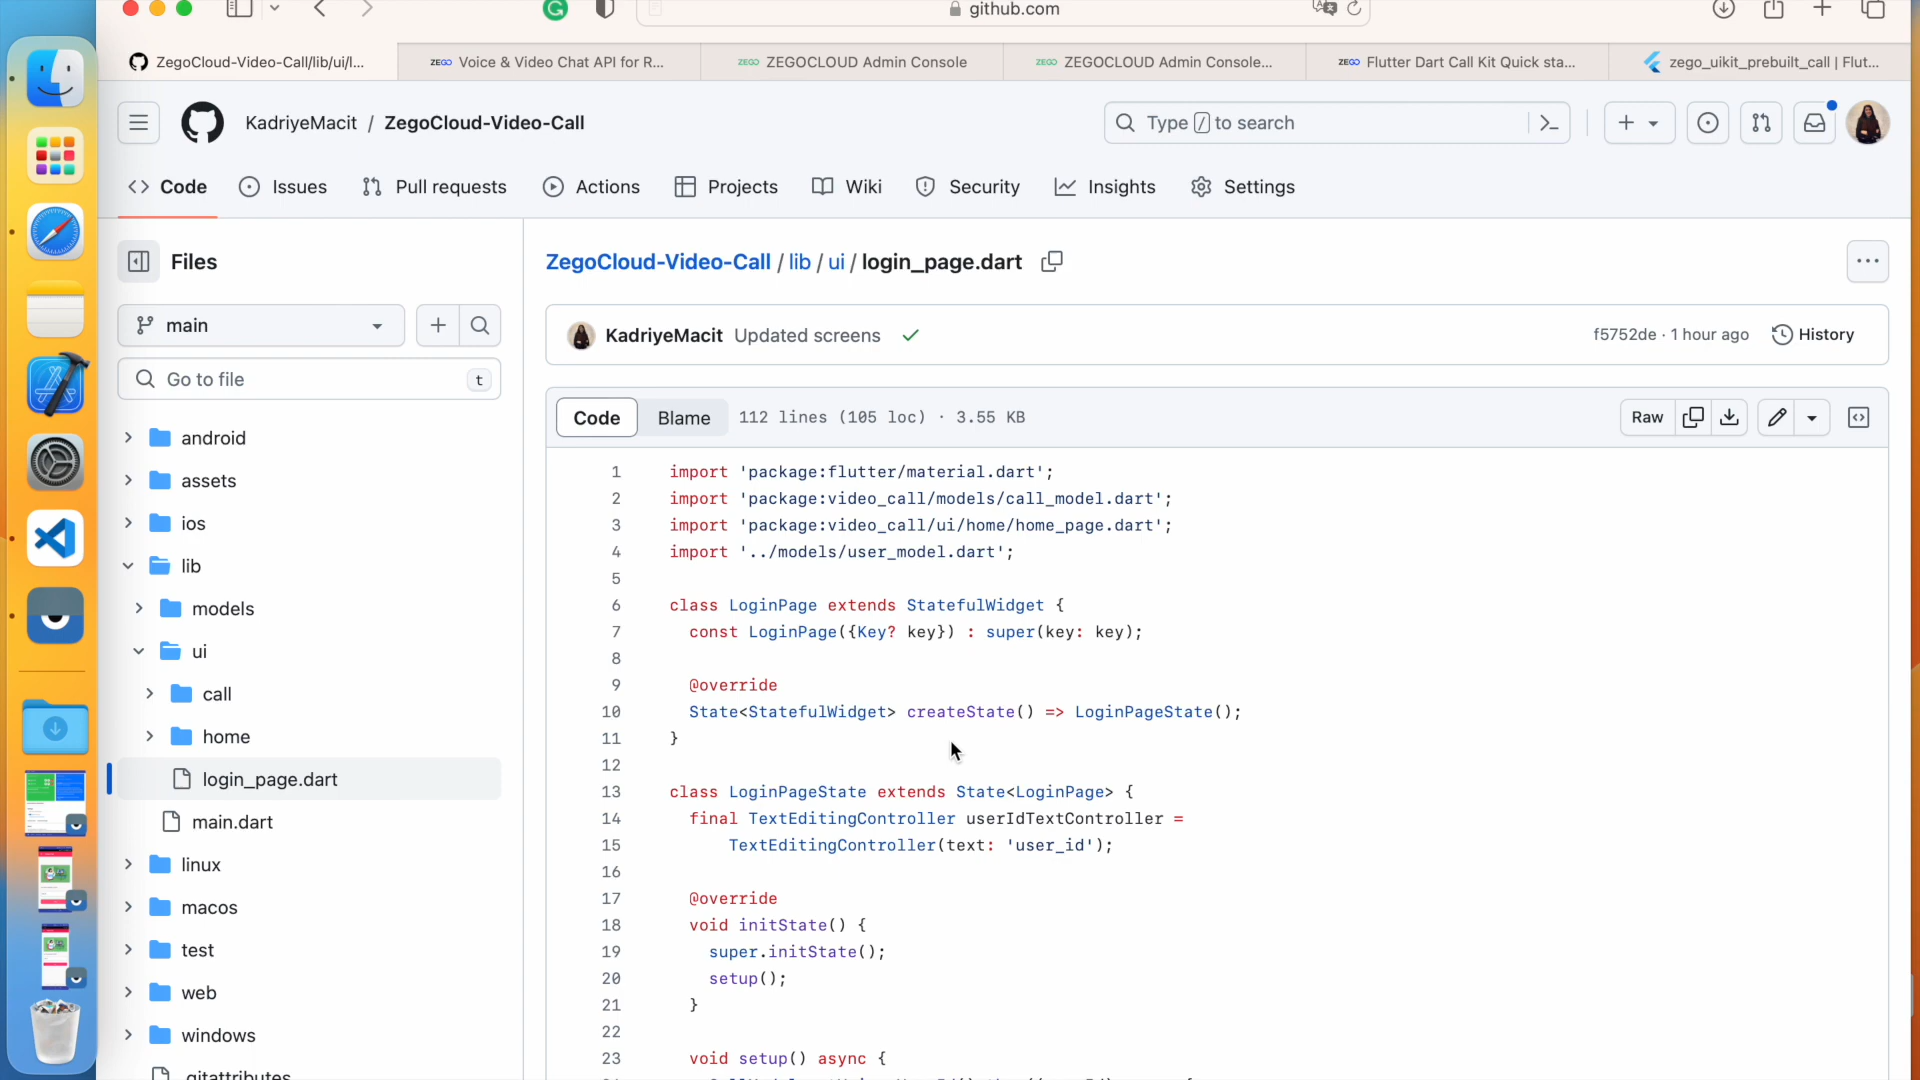 github.com
ZegoCloud-Video-Call/lib/ui/l...
ZEGO Voice & Video Chat API for R...
ZEGO ZEGOCLOUD Admin Console
ZEGO ZEGOCLOUD Admin Console...
ZEGO Flutter Dart Call Kit Quick sta...
zego_uikit_prebuilt_call | Flut...
KadriyeMacit / ZegoCloud-Video-Call
Type / to search
Code
Issues
Pull requests
Actions
Projects
Wiki
Security
Insights
Settings
Files
main
Go to file
t
android
assets
ios
lib
models
ui
call
home
login_page.dart
main.dart
linux
macos
test
web
windows
.gitattributes
ZegoCloud-Video-Call / lib / ui / login_page.dart
KadriyeMacit Updated screens
f5752de · 1 hour ago
History
Code
Blame
112 lines (105 loc) · 3.55 KB
Raw
1 import 'package:flutter/material.dart';
2 import 'package:video_call/models/call_model.dart';
3 import 'package:video_call/ui/home/home_page.dart';
4 import '../models/user_model.dart';
5
6 class LoginPage extends StatefulWidget {
7 const LoginPage({Key? key}) : super(key: key);
8
9 @override
10 State<StatefulWidget> createState() => LoginPageState();
11 }
12
13 class LoginPageState extends State<LoginPage> {
14 final TextEditingController userIdTextController =
15 TextEditingController(text: 'user_id');
16
17 @override
18 void initState() {
19 super.initState();
20 setup();
21 }
22
23 void setup() async {